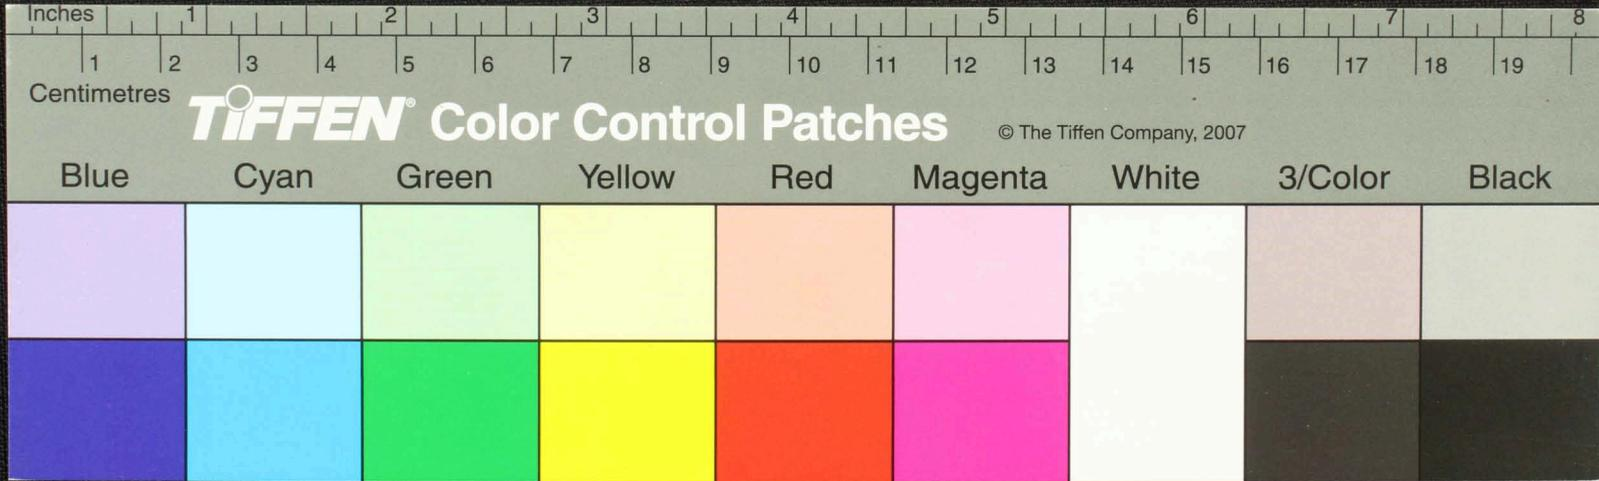 Inches 1 2 3 4 5 6 7 8
1 2 3 4 5 6 7 8 9 10 11 12 13 14 15 16 17 18 19
Centimetres
TiFFEN® Color Control Patches © The Tiffen Company, 2007
Blue Cyan Green Yellow Red Magenta White 3/Color Black